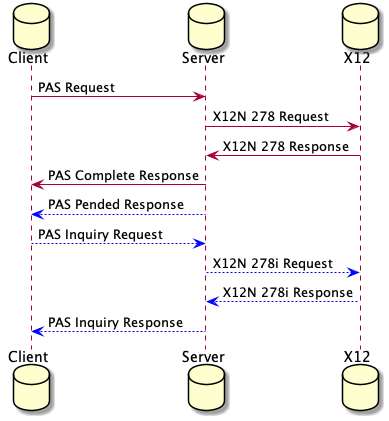 Client Server X12
PAS Request
X12N 278 Request
X12N 278 Response
PAS Complete Response
PAS Pended Response
PAS Inquiry Request
X12N 278i Request
X12N 278i Response
PAS Inquiry Response
Client Server X12